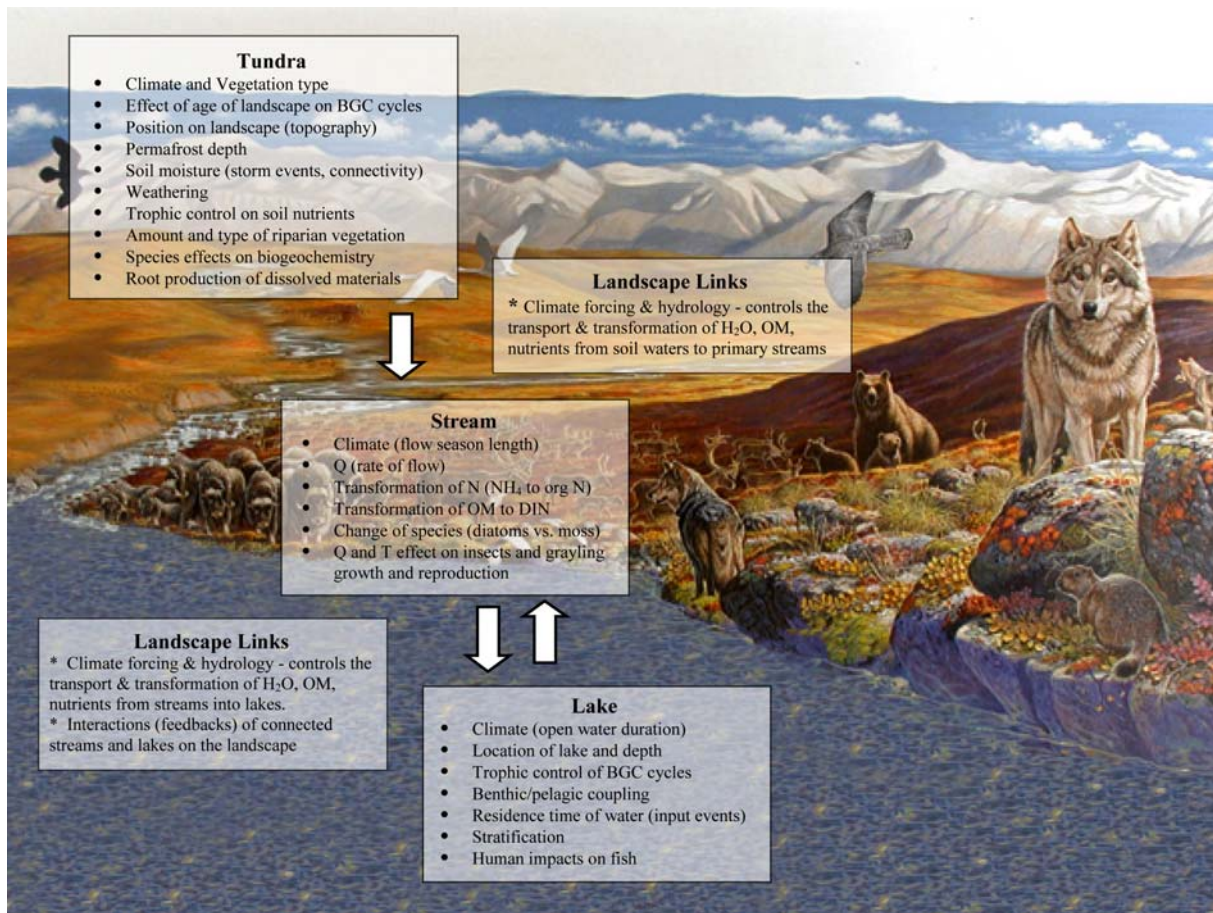 Tundra
• Climate and Vegetation type
• Effect of age of landscape on BGC cycles
• Position on landscape (topography)
• Permafrost depth
• Soil moisture (storm events, connectivity)
• Weathering
• Trophic control on soil nutrients
• Amount and type of riparian vegetation
• Species effects on biogeochemistry
• Root production of dissolved materials
Landscape Links
* Climate forcing & hydrology - controls the
transport & transformation of H₂O, OM,
nutrients from soil waters to primary streams
Stream
• Climate (flow season length)
• Q (rate of flow)
• Transformation of N (NH₄ to org N)
• Transformation of OM to DIN
• Change of species (diatoms vs. moss)
• Q and T effect on insects and grayling
growth and reproduction
Landscape Links
* Climate forcing & hydrology - controls the
transport & transformation of H₂O, OM,
nutrients from streams into lakes.
* Interactions (feedbacks) of connected
streams and lakes on the landscape
Lake
• Climate (open water duration)
• Location of lake and depth
• Trophic control of BGC cycles
• Benthic/pelagic coupling
• Residence time of water (input events)
• Stratification
• Human impacts on fish